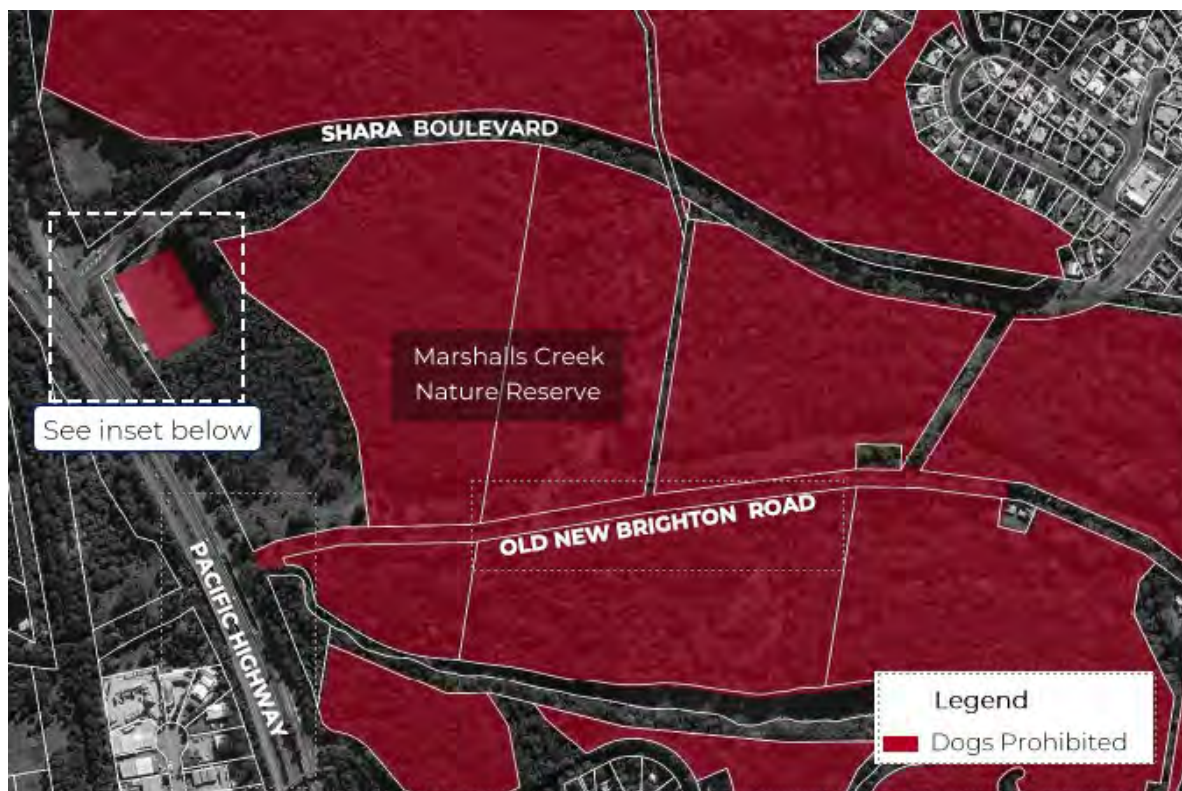 SHARA BOULEVARD
Marshalls Creek
Nature Reserve
See inset below
OLD NEW BRIGHTON ROAD
PACIFIC HIGHWAY
Legend
Dogs Prohibited